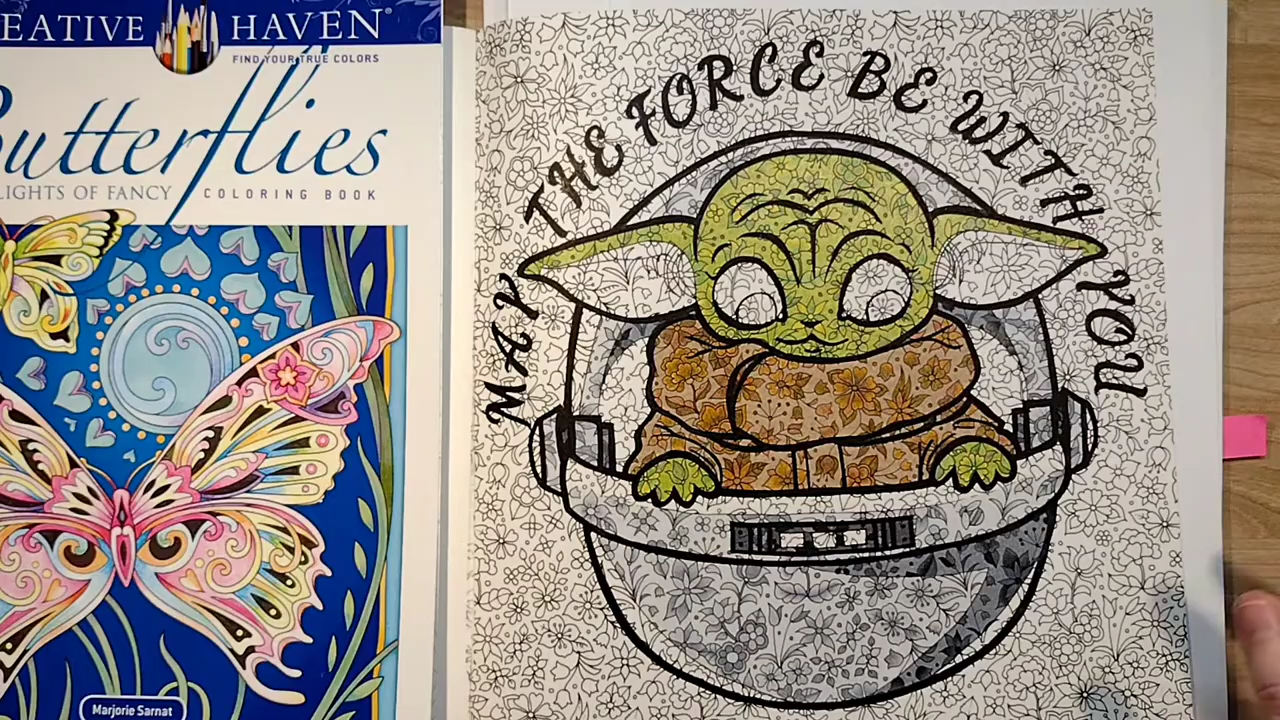 EATIVE HAVEN®
FIND YOUR TRUE COLORS
Butterflies
LIGHTS OF FANCY COLORING BOOK
Marjorie Sarnat
MAY THE FORCE BE WITH YOU